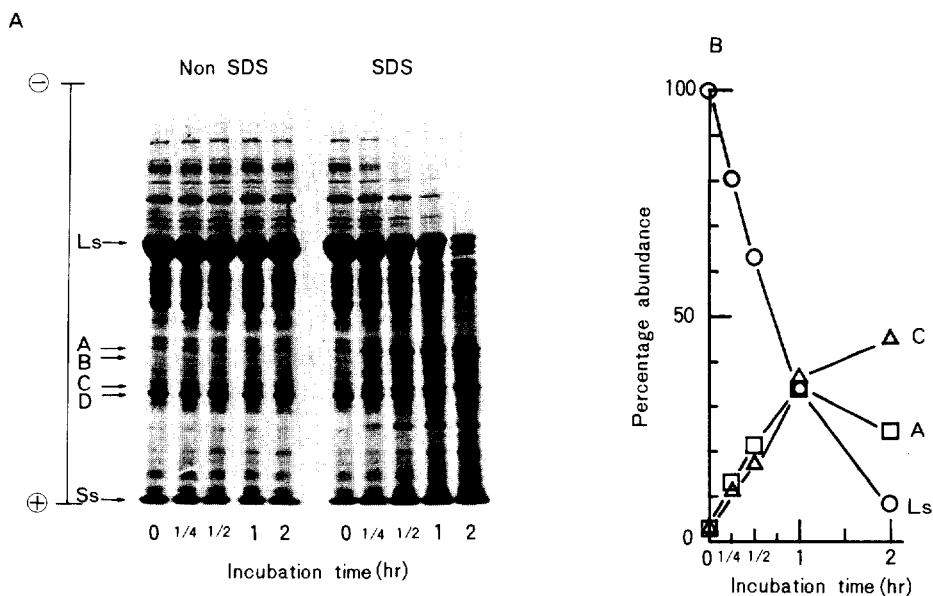 A
Non SDS SDS
⊖
Ls→
A
B
C
D
Ss→
⊕
0 1/4 1/2 1 2 0 1/4 1/2 1 2
Incubation time (hr)
B
100
50
0
Percentage abundance
C
A
Ls
0 1/4 1/2 1 2
Incubation time (hr)